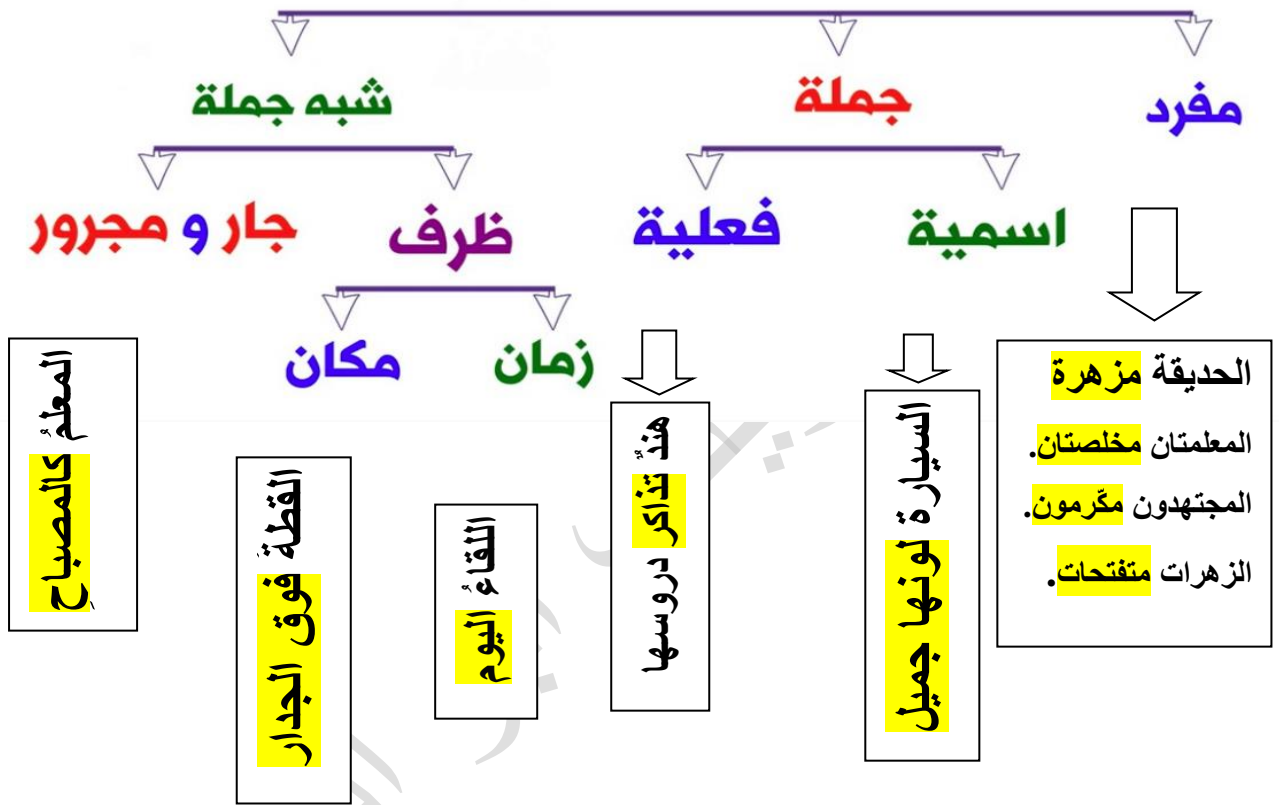 مفرد
جملة
شبه جملة
اسمية
فعلية
ظرف
جار و مجرور
زمان
مكان
الحديقة مزهرة
المعلمتان مخلصتان.
المجتهدون مكّرمون.
الزهرات متفتحات.
السيارة لونها جميل
هندٌ تذاكر دروسها
اللقاءُ اليوم
القطةَ فوق الجدار
المعلمُ كالمصباحِ